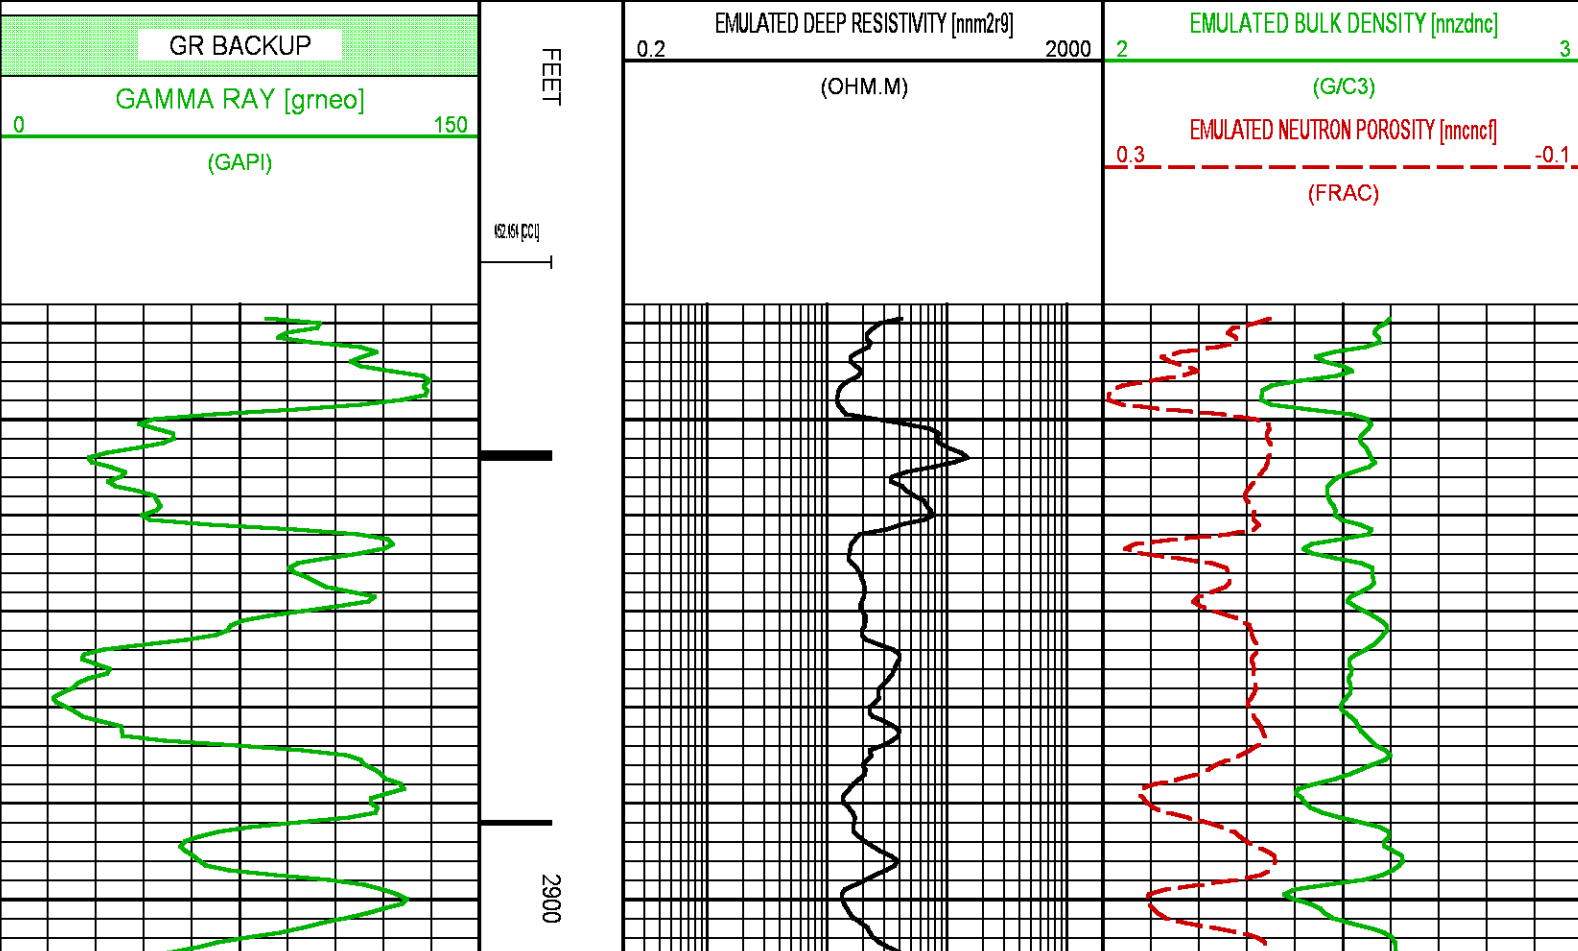 GR BACKUP
GAMMA RAY [grneo]
0 150
(GAPI)
FEET
EMULATED DEEP RESISTIVITY [nnm2r9]
0.2 2000
(OHM.M)
EMULATED BULK DENSITY [nnzdnc]
2 3
(G/C3)
EMULATED NEUTRON POROSITY [nncncf]
0.3 -0.1
(FRAC)
2900